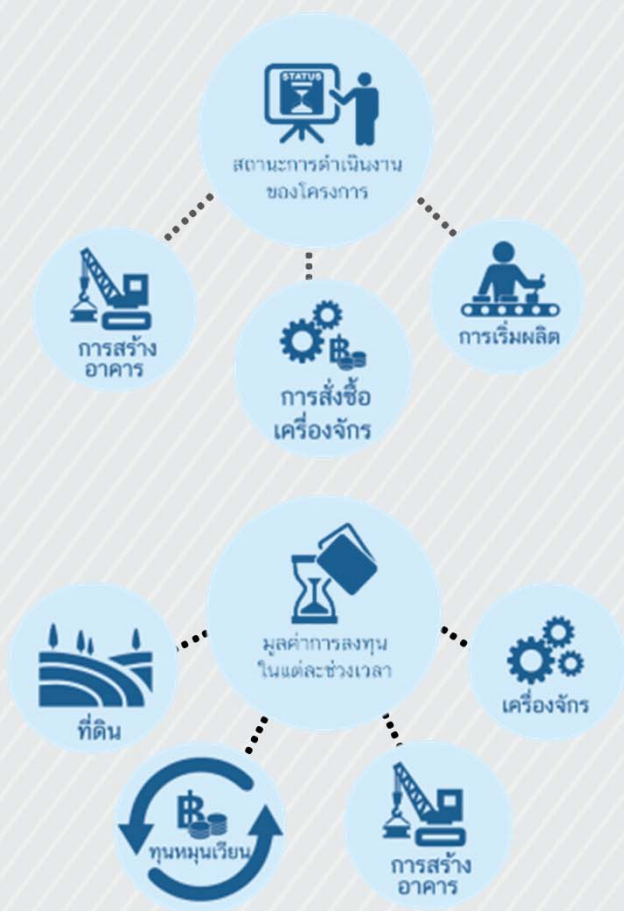 STATUS
สถานะการดำเนินงาน
ของโครงการ
การสร้าง
อาคาร
การสั่งซื้อ
เครื่องจักร
การเริ่มผลิต
มูลค่าการลงทุน
ในแต่ละช่วงเวลา
ที่ดิน
฿
ทุนหมุนเวียน
การสร้าง
อาคาร
เครื่องจักร